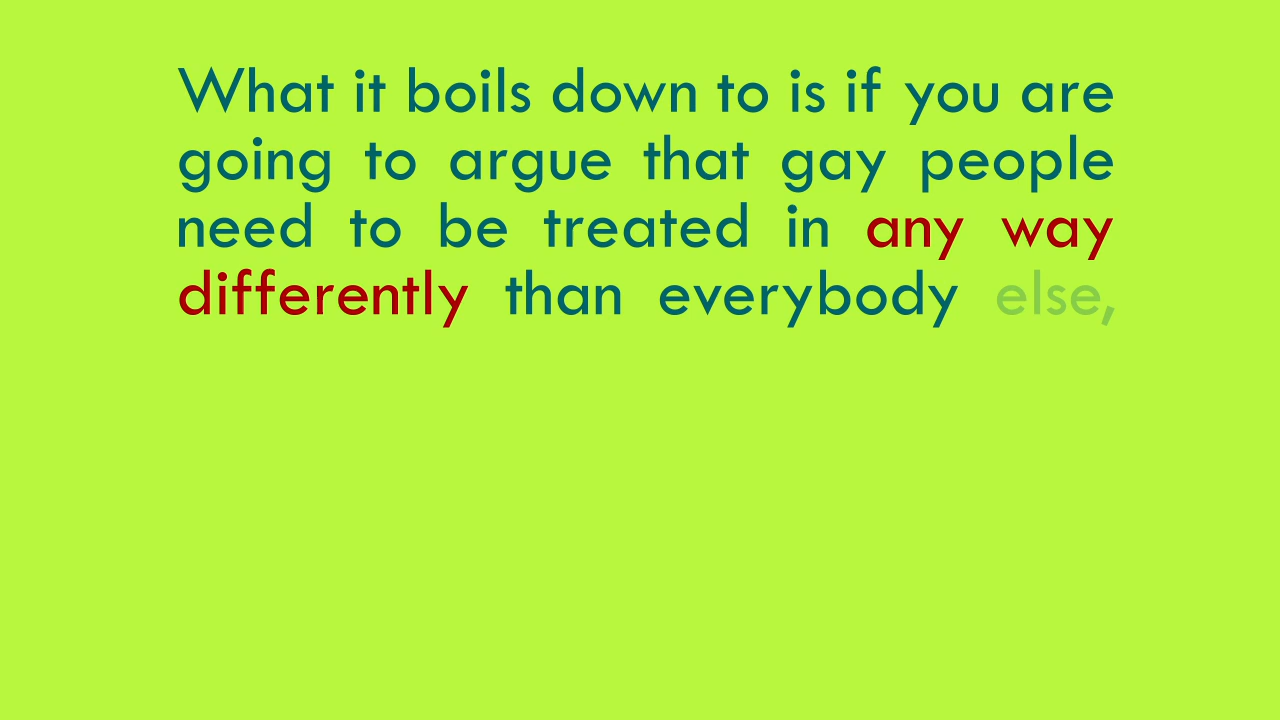 What it boils down to is if you are
going to argue that gay people
need to be treated in any way
differently than everybody else,